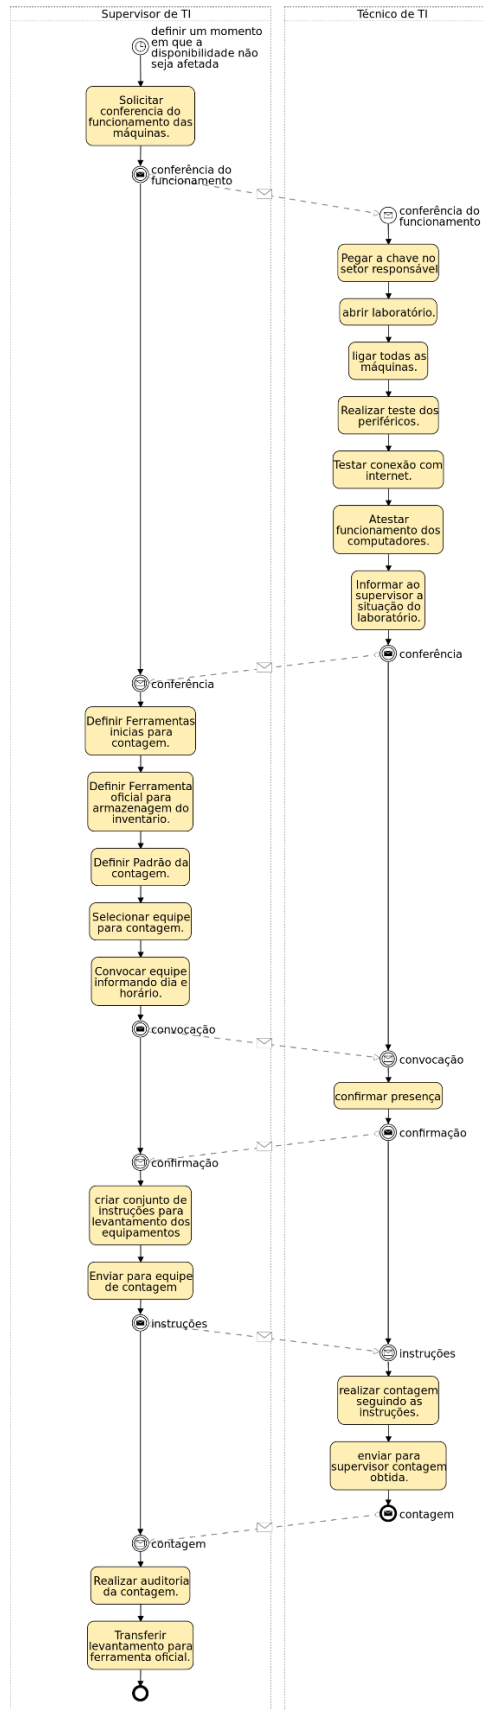 Supervisor de TI
Técnico de TI
definir um momento
em que a
disponibilidade não
seja afetada
Solicitar
conferencia do
funcionamento das
máquinas.
conferência do
funcionamento
conferência do
funcionamento
Pegar a chave no
setor responsável
abrir laboratório.
ligar todas as
máquinas.
Realizar teste dos
periféricos.
Testar conexão com
internet.
Atestar
funcionamento dos
computadores.
Informar ao
supervisor a
situação do
laboratório.
conferência
conferência
Definir Ferramentas
inicias para
contagem.
Definir Ferramenta
oficial para
armazenagem do
inventario.
Definir Padrão da
contagem.
Selecionar equipe
para contagem.
Convocar equipe
informando dia e
horário.
convocação
convocação
confirmar presença
confirmação
confirmação
criar conjunto de
instruções para
levantamento dos
equipamentos
Enviar para equipe
de contagem
instruções
instruções
realizar contagem
seguindo as
instruções.
enviar para
supervisor contagem
obtida.
contagem
contagem
Realizar auditoria
da contagem.
Transferir
levantamento para
ferramenta oficial.